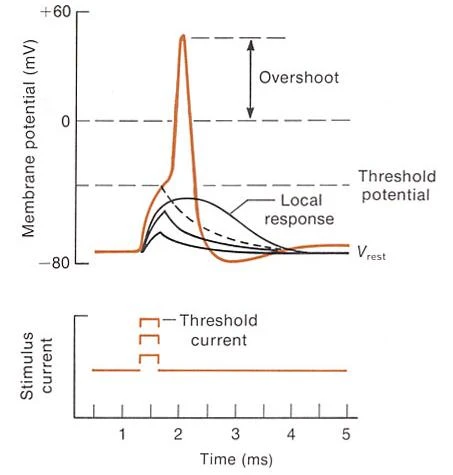 +60
Membrane potential (mV)
Overshoot
0
Threshold
potential
Local
response
Vrest
−80
Threshold
current
Stimulus
current
1 2 3 4 5
Time (ms)